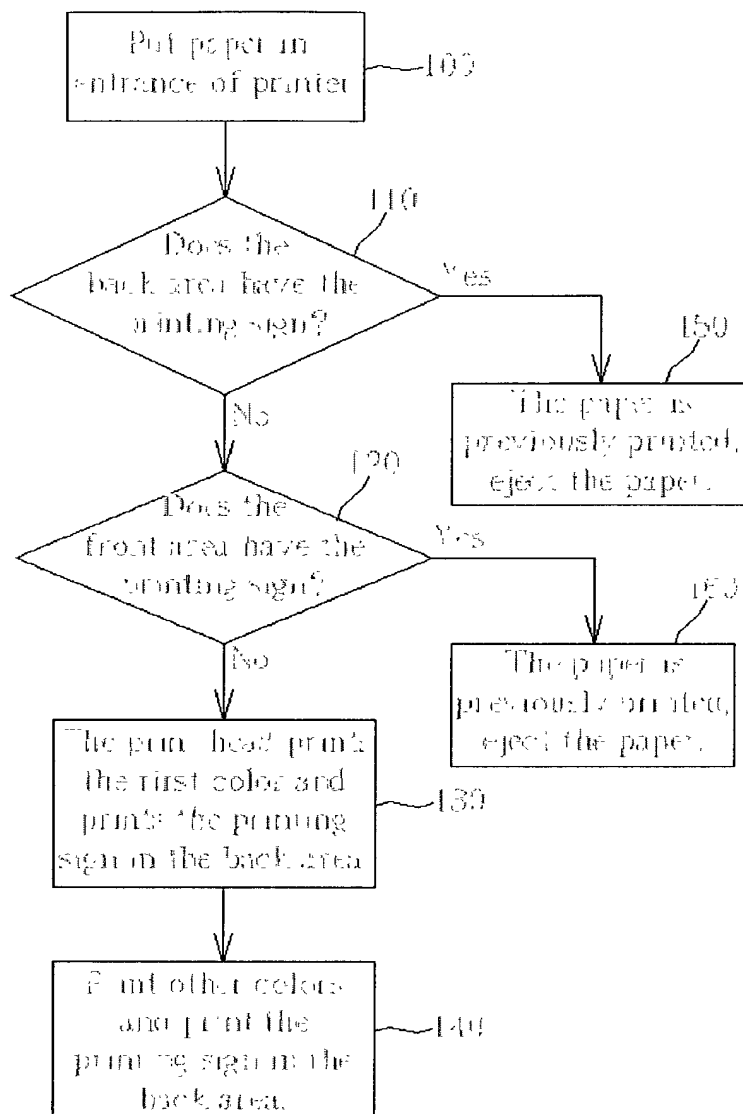 Put paper in
entrance of printer
100
110
Does the
back area have the
printing sign?
Yes
150
The paper is
previously printed,
eject the paper.
No
120
Does the
front area have the
printing sign?
Yes
160
The paper is
previously printed,
eject the paper.
No
The print head prints
the first color and
prints the printing
sign in the back area
130
Print other colors
and print the
printing sign in the
back area.
140